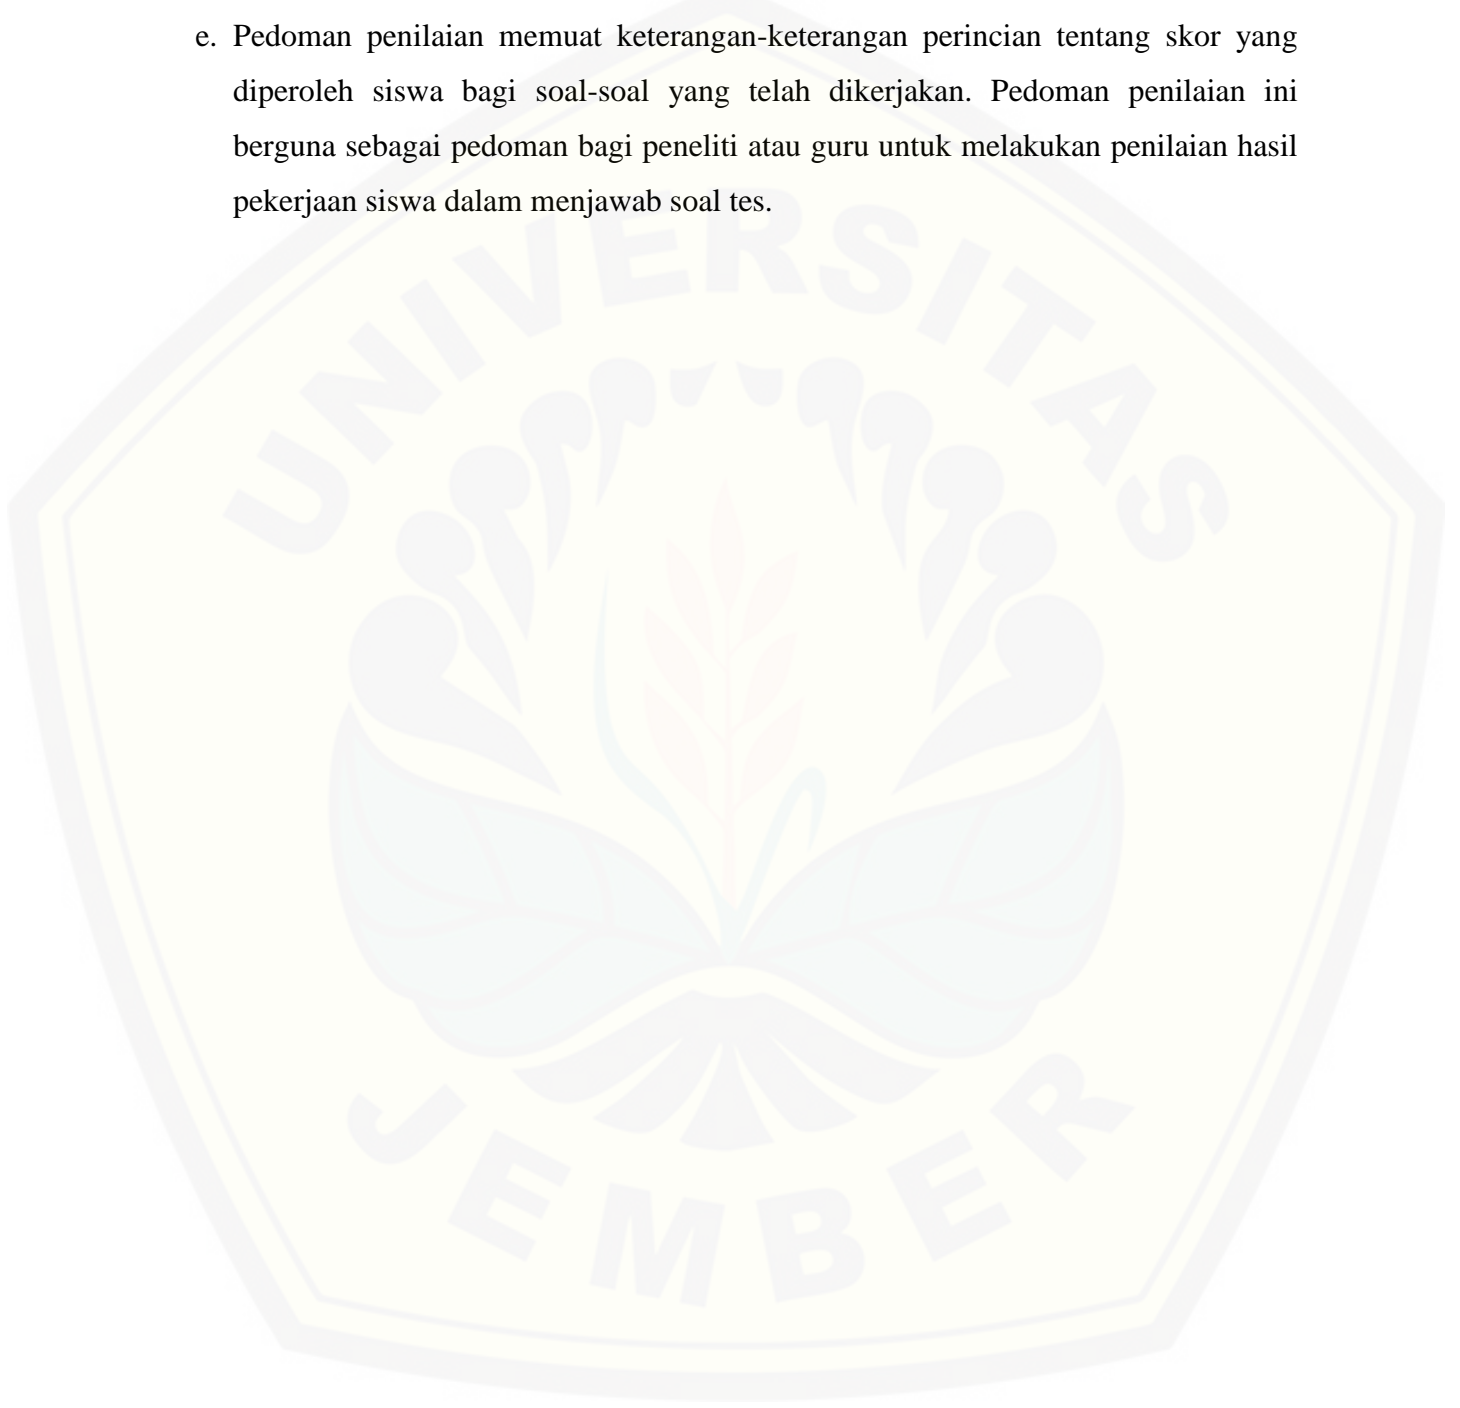 e. Pedoman penilaian memuat keterangan-keterangan perincian tentang skor yang
diperoleh siswa bagi soal-soal yang telah dikerjakan. Pedoman penilaian ini
berguna sebagai pedoman bagi peneliti atau guru untuk melakukan penilaian hasil
pekerjaan siswa dalam menjawab soal tes.
UNIVERSITAS
JEMBER